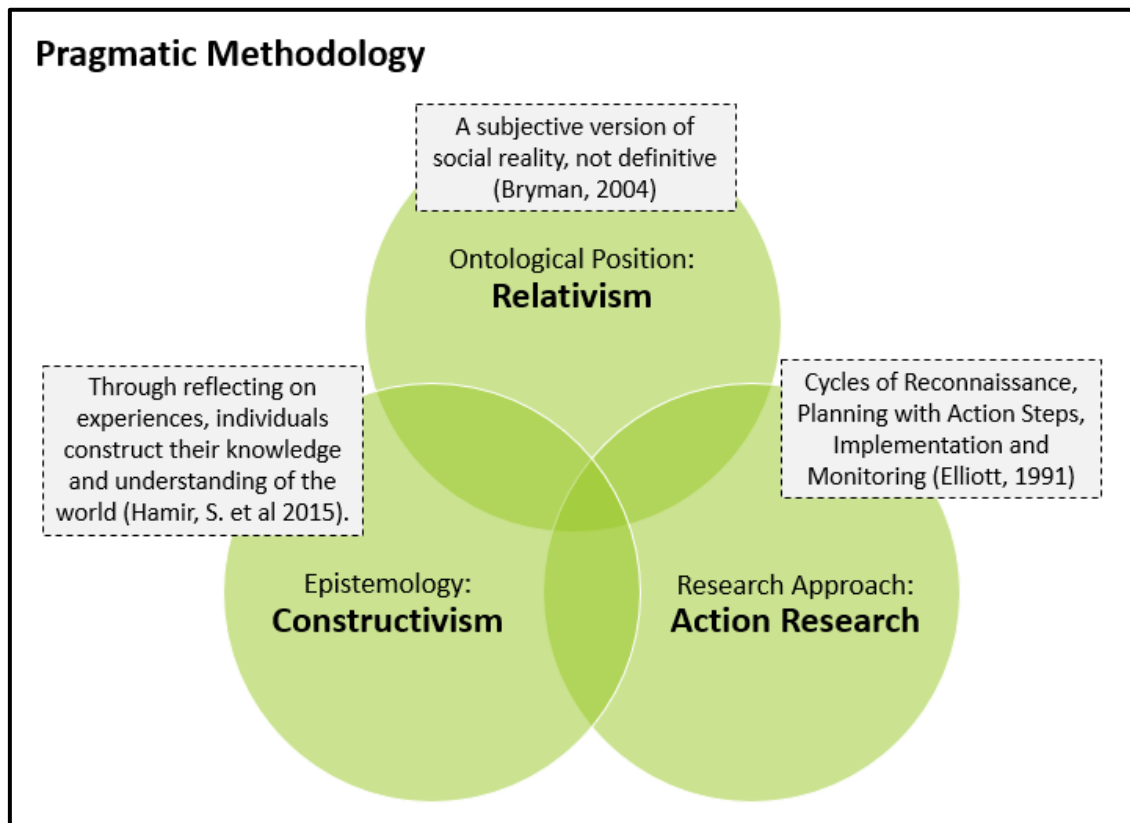 Pragmatic Methodology
A subjective version of
social reality, not definitive
(Bryman, 2004)
Ontological Position:
Relativism
Through reflecting on
experiences, individuals
construct their knowledge
and understanding of the
world (Hamir, S. et al 2015).
Cycles of Reconnaissance,
Planning with Action Steps,
Implementation and
Monitoring (Elliott, 1991)
Epistemology:
Constructivism
Research Approach:
Action Research